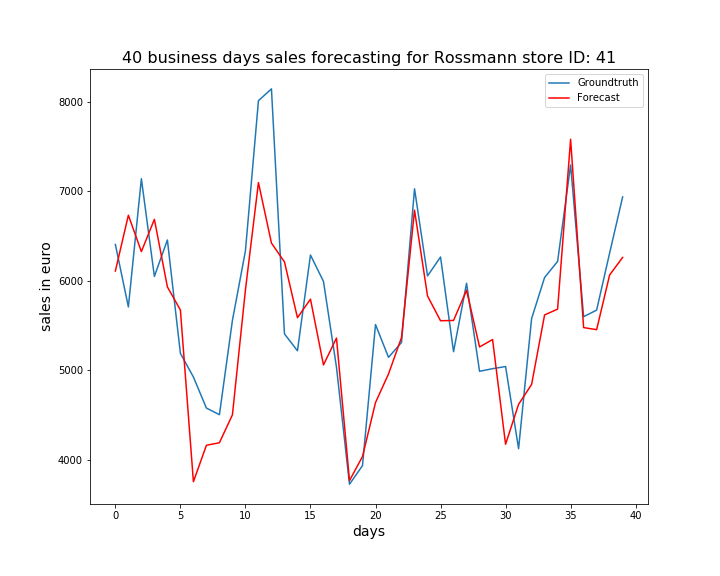 40 business days sales forecasting for Rossmann store ID: 41
Groundtruth
Forecast
sales in euro
8000
7000
6000
5000
4000
0 5 10 15 20 25 30 35 40
days